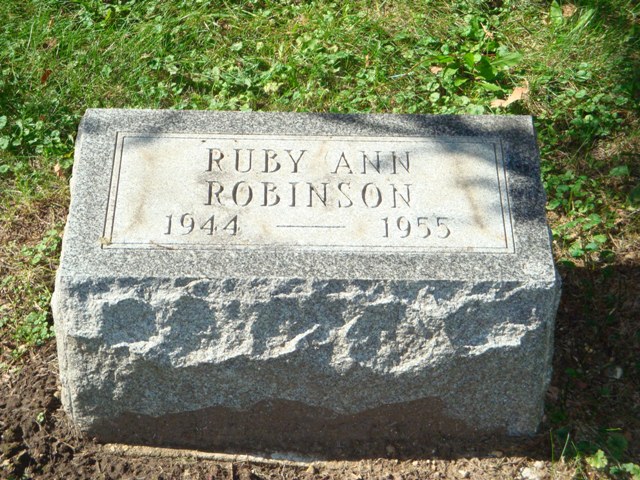 RUBY ANN
ROBINSON
1944 — 1955